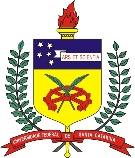 ARS ET SCIENTIA
UNIVERSIDADE FEDERAL DE SANTA CATARINA